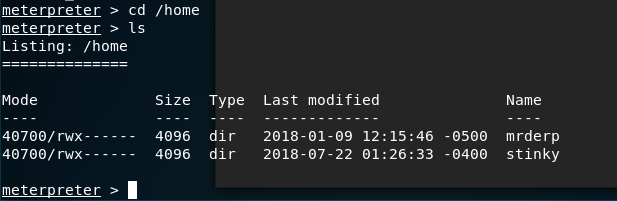 meterpreter > cd /home
meterpreter > ls
Listing: /home
==============
Mode Size Type Last modified Name
---- ---- ---- ------------- ----
40700/rwx------ 4096 dir 2018-01-09 12:15:46 -0500 mrderp
40700/rwx------ 4096 dir 2018-07-22 01:26:33 -0400 stinky
meterpreter >